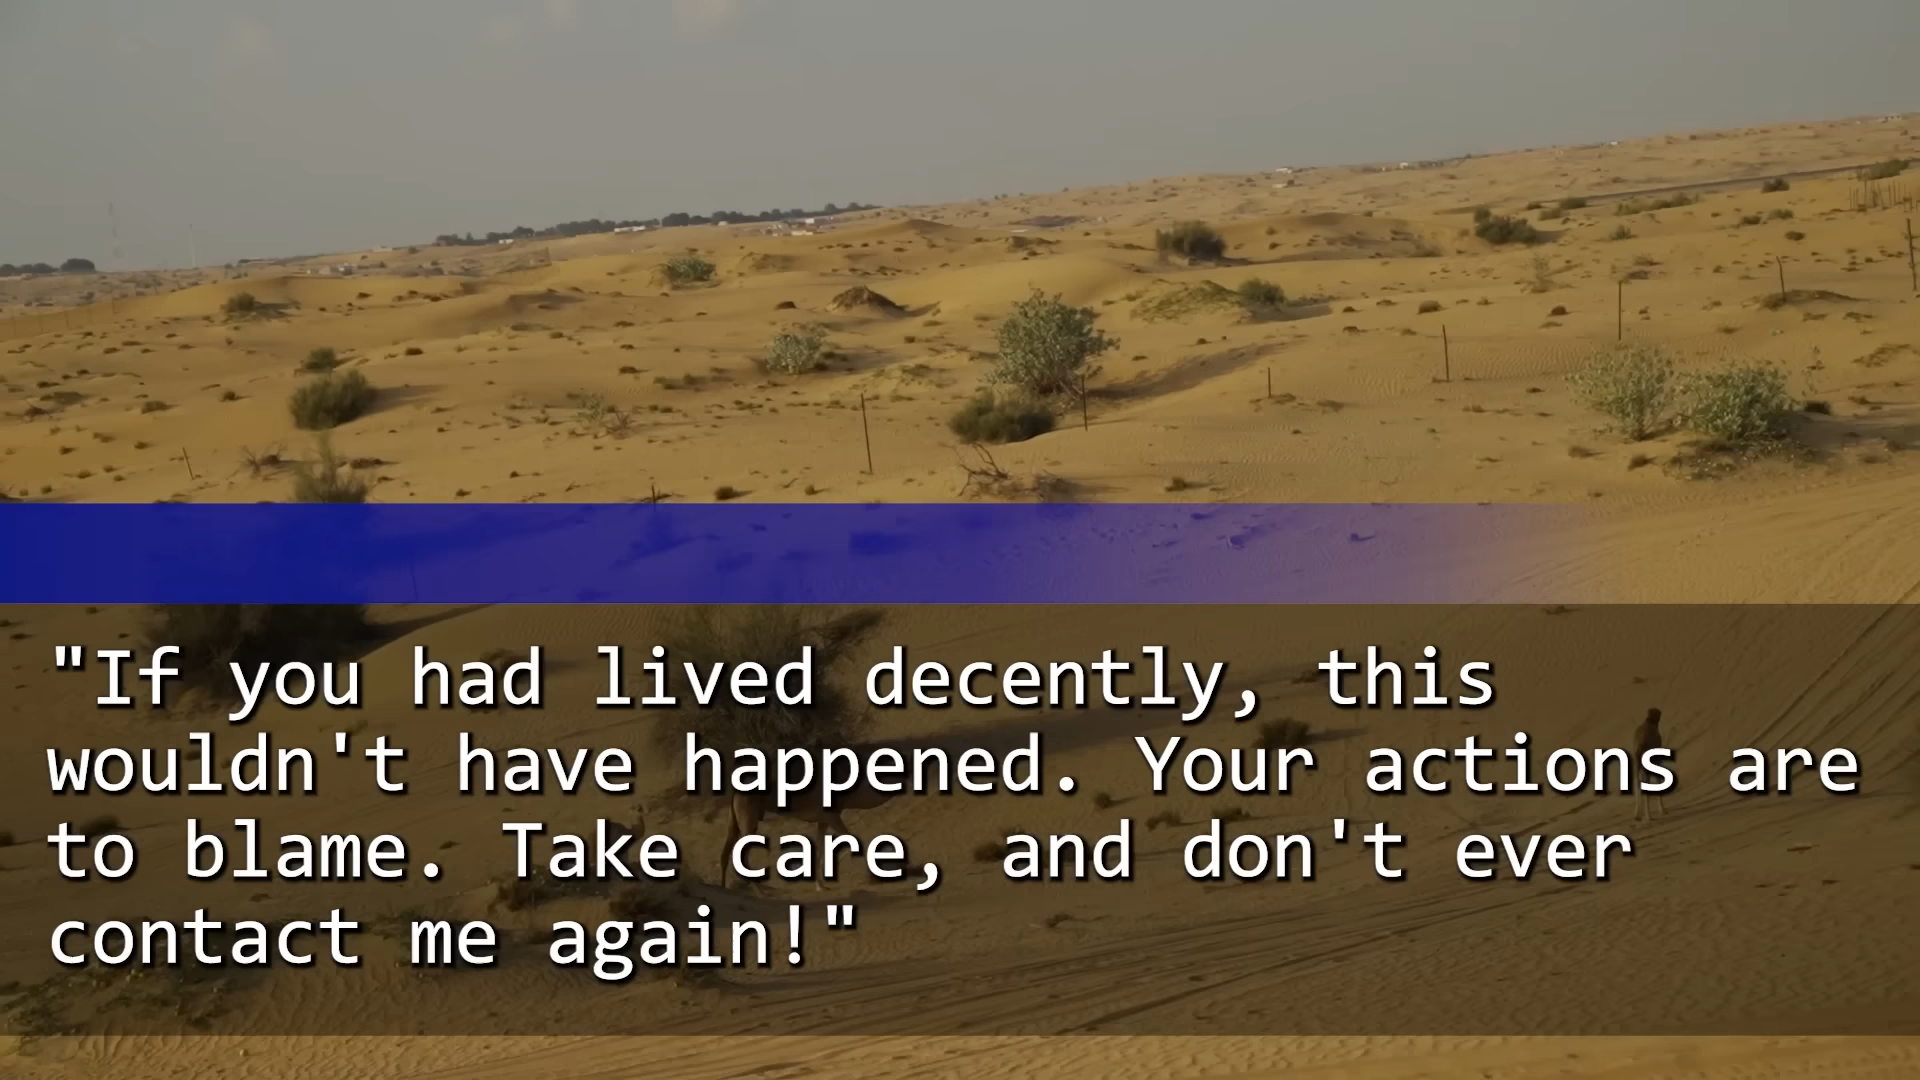 "If you had lived decently, this
wouldn't have happened. Your actions are
to blame. Take care, and don't ever
contact me again!"